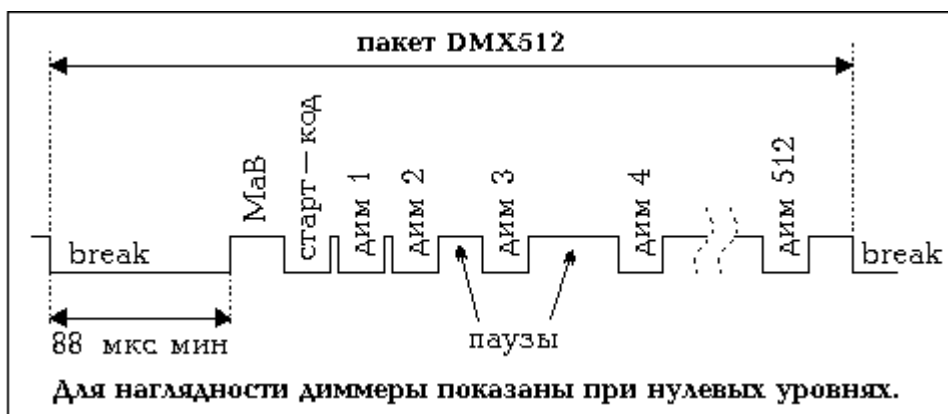 пакет DMX512
МаВ
старт-код
дим 1
дим 2
дим 3
дим 4
дим 512
break
break
88 мкс мин
паузы
Для наглядности диммеры показаны при нулевых уровнях.